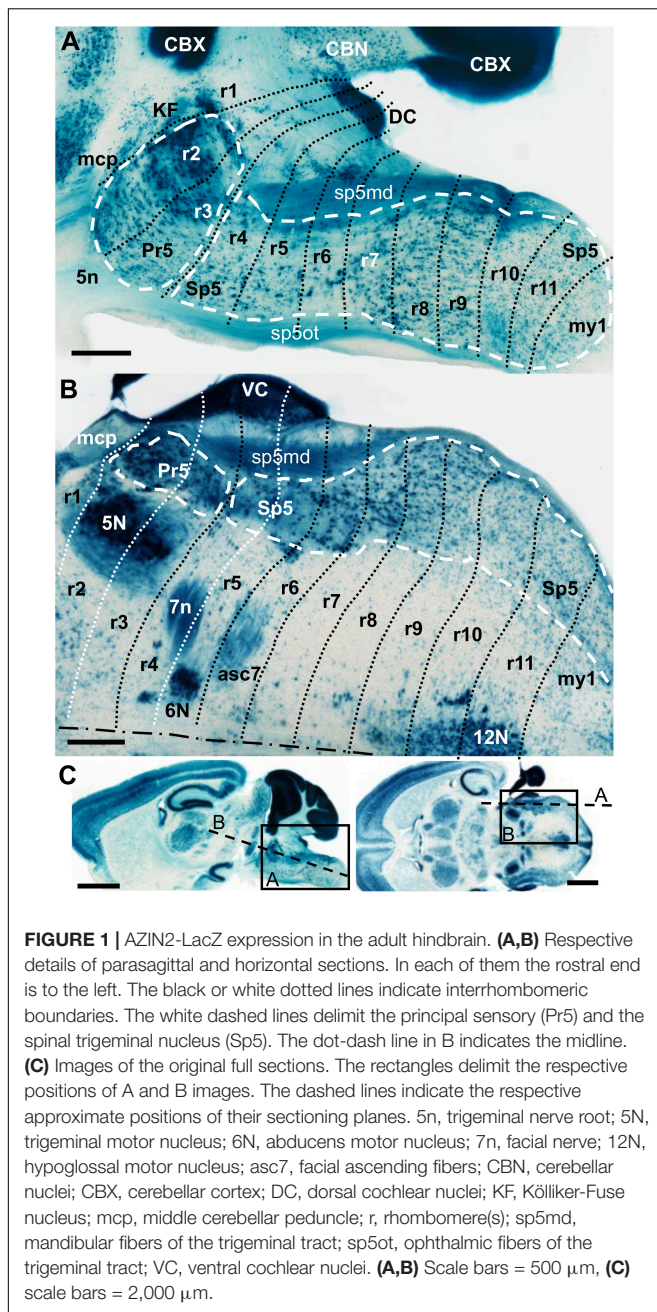 A
CBX
CBN
CBX
r1
KF
DC
mcp
r2
sp5md
r3
r4
r5
r6
r7
Pr5
Sp5
r10
Sp5
5n
r8
r9
r11
my1
sp5ot
B
VC
mcp
sp5md
Pr5
r1
Sp5
5N
r5
r6
r7
Sp5
r2
7n
r8
r3
r9
r10
r4
asc7
r11
my1
6N
12N
C
B
A
A
B
FIGURE 1 | AZIN2-LacZ expression in the adult hindbrain. (A,B) Respective
details of parasagittal and horizontal sections. In each of them the rostral end
is to the left. The black or white dotted lines indicate interrhombomeric
boundaries. The white dashed lines delimit the principal sensory (Pr5) and the
spinal trigeminal nucleus (Sp5). The dot-dash line in B indicates the midline.
(C) Images of the original full sections. The rectangles delimit the respective
positions of A and B images. The dashed lines indicate the respective
approximate positions of their sectioning planes. 5n, trigeminal nerve root; 5N,
trigeminal motor nucleus; 6N, abducens motor nucleus; 7n, facial nerve; 12N,
hypoglossal motor nucleus; asc7, facial ascending fibers; CBN, cerebellar
nuclei; CBX, cerebellar cortex; DC, dorsal cochlear nuclei; KF, Kölliker-Fuse
nucleus; mcp, middle cerebellar peduncle; r, rhombomere(s); sp5md,
mandibular fibers of the trigeminal tract; sp5ot, ophthalmic fibers of the
trigeminal tract; VC, ventral cochlear nuclei. (A,B) Scale bars = 500 μm, (C)
scale bars = 2,000 μm.